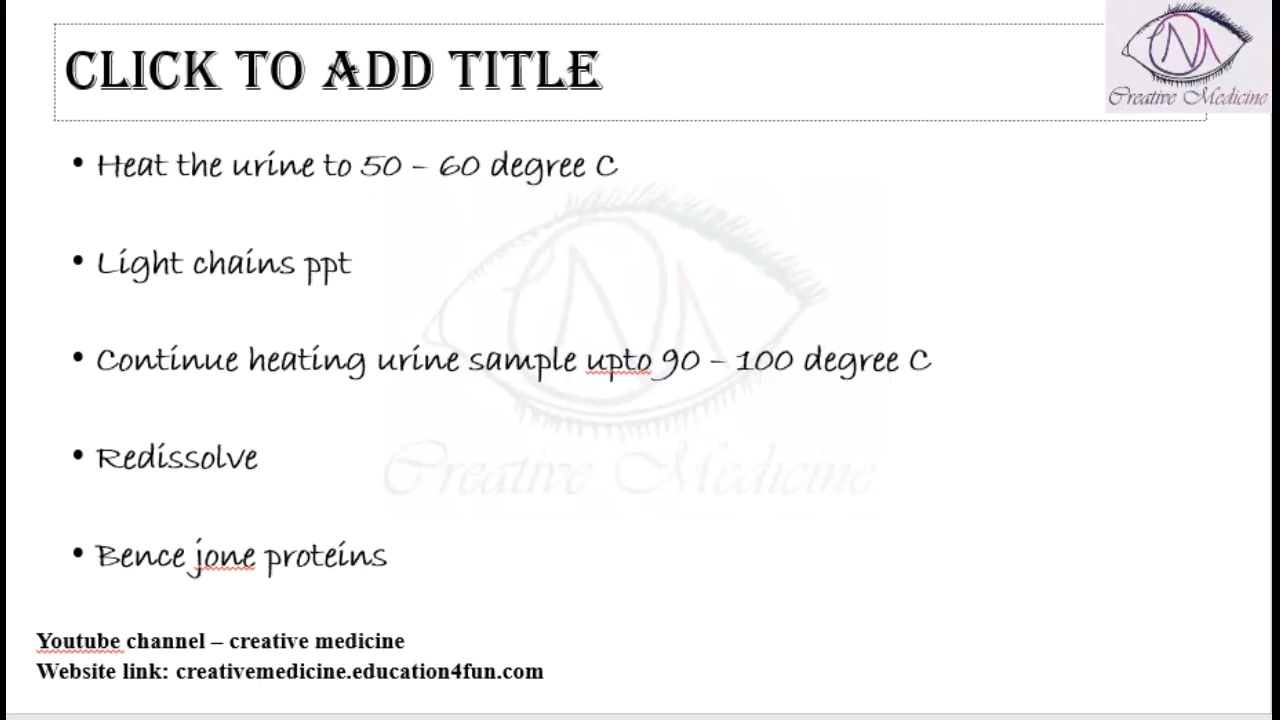 CLICK TO ADD TITLE
Creative Medicine
• Heat the urine to 50 – 60 degree C
• Light chains ppt
• Continue heating urine sample upto 90 – 100 degree C
• Redissolve
Creative Medicine
• Bence jone proteins
Youtube channel – creative medicine
Website link: creativemedicine.education4fun.com